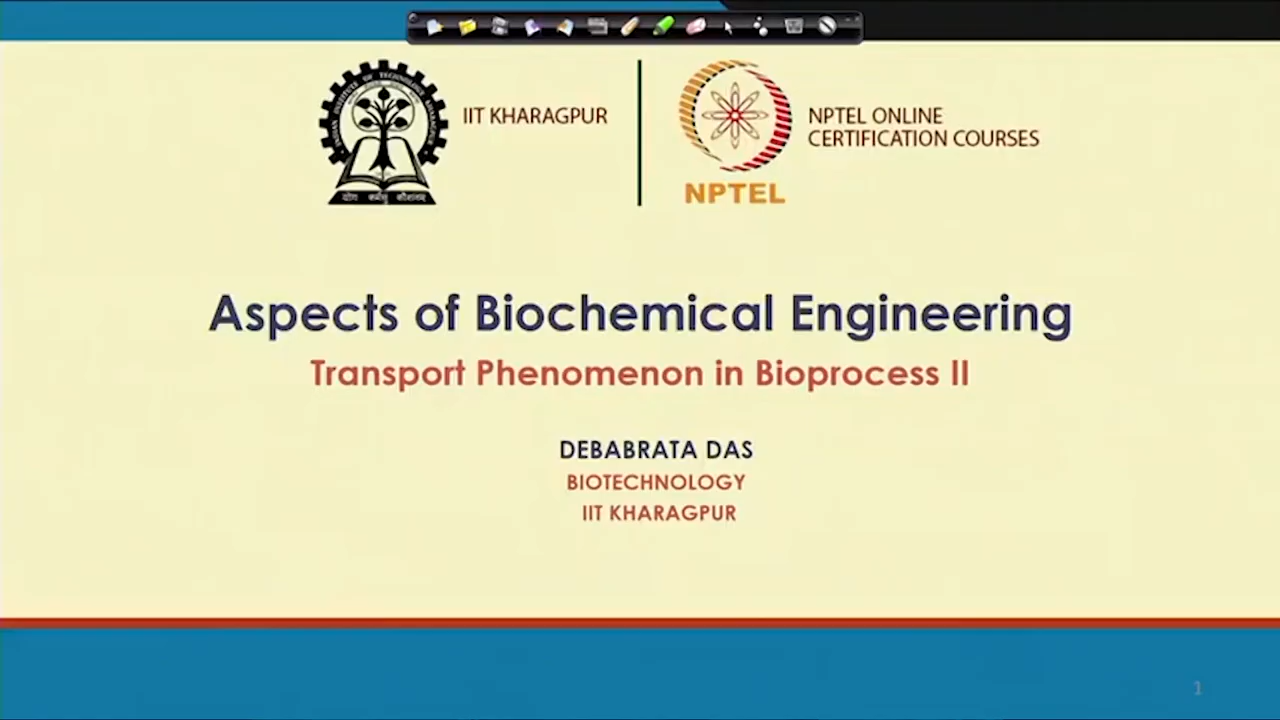 IIT KHARAGPUR
NPTEL ONLINE
CERTIFICATION COURSES
NPTEL
Aspects of Biochemical Engineering
Transport Phenomenon in Bioprocess II
DEBABRATA DAS
BIOTECHNOLOGY
IIT KHARAGPUR
1